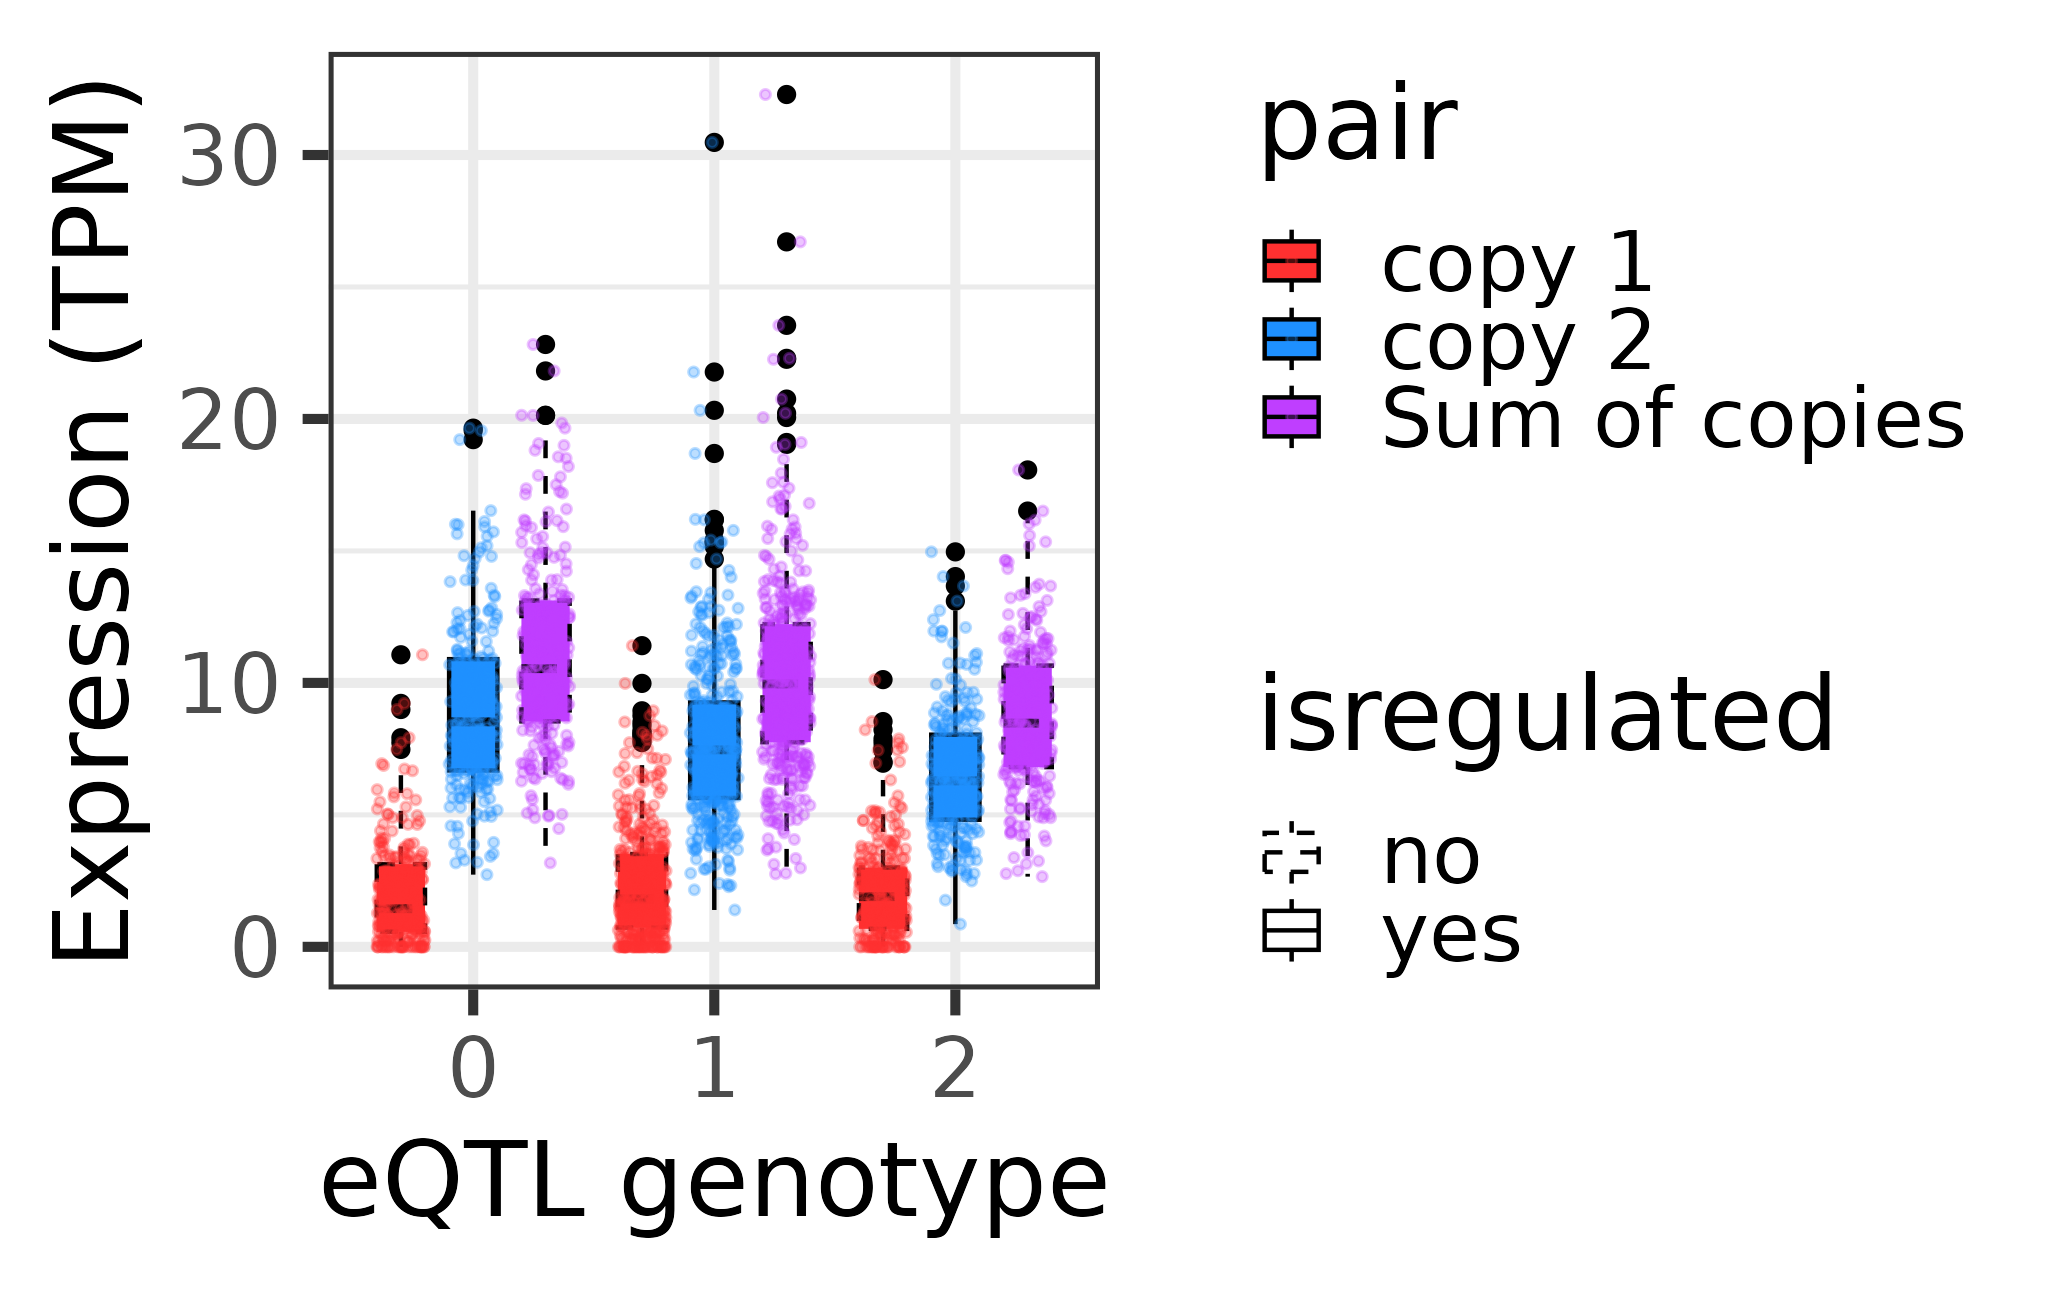 Expression (TPM)
30
20
10
0
0 1 2
eQTL genotype
pair
copy 1
copy 2
Sum of copies
isregulated
no
yes